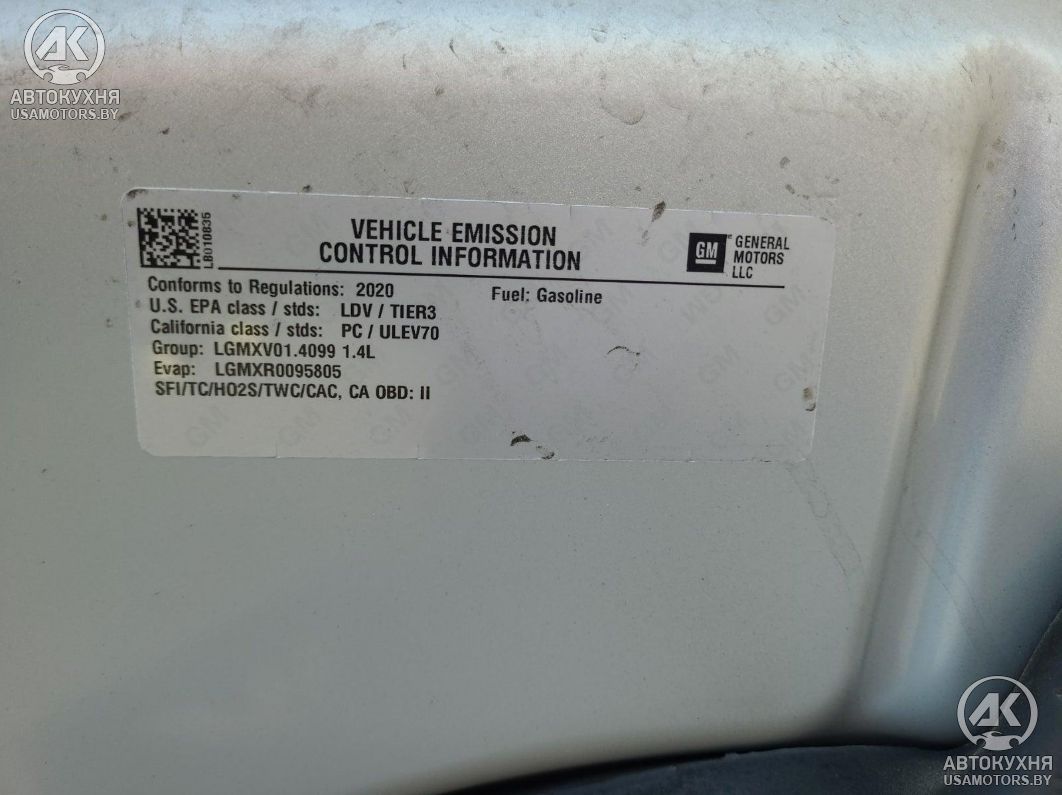 АК
АВТОКУХНЯ
USAMOTORS.BY
LB010835
VEHICLE EMISSION
CONTROL INFORMATION
GM
GENERAL
MOTORS
LLC
Conforms to Regulations: 2020
Fuel: Gasoline
U.S. EPA class / stds: LDV / TIER3
California class / stds: PC / ULEV70
Group: LGMXV01.4099 1.4L
Evap: LGMXR0095805
SFI/TC/HO2S/TWC/CAC, CA OBD: II
АК
АВТОКУХНЯ
USAMOTORS.BY